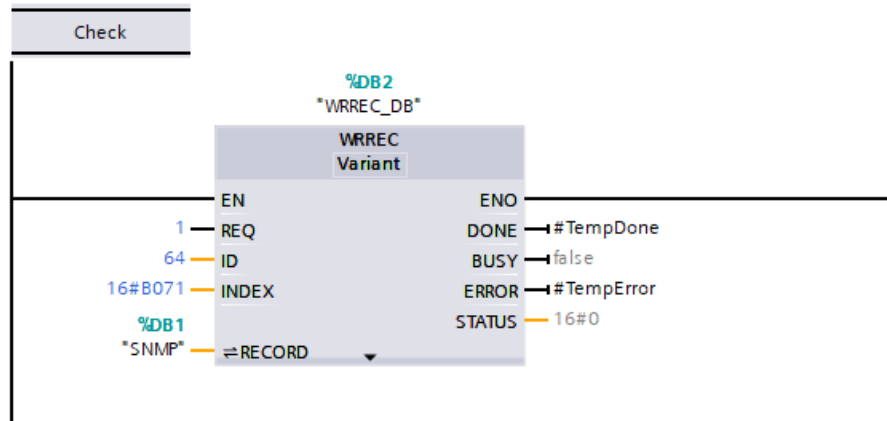 Check
%DB2
"WRREC_DB"
WRREC
Variant
EN ENO
1 REQ DONE #TempDone
64 ID BUSY false
16#B071 INDEX ERROR #TempError
%DB1 STATUS 16#0
"SNMP" RECORD